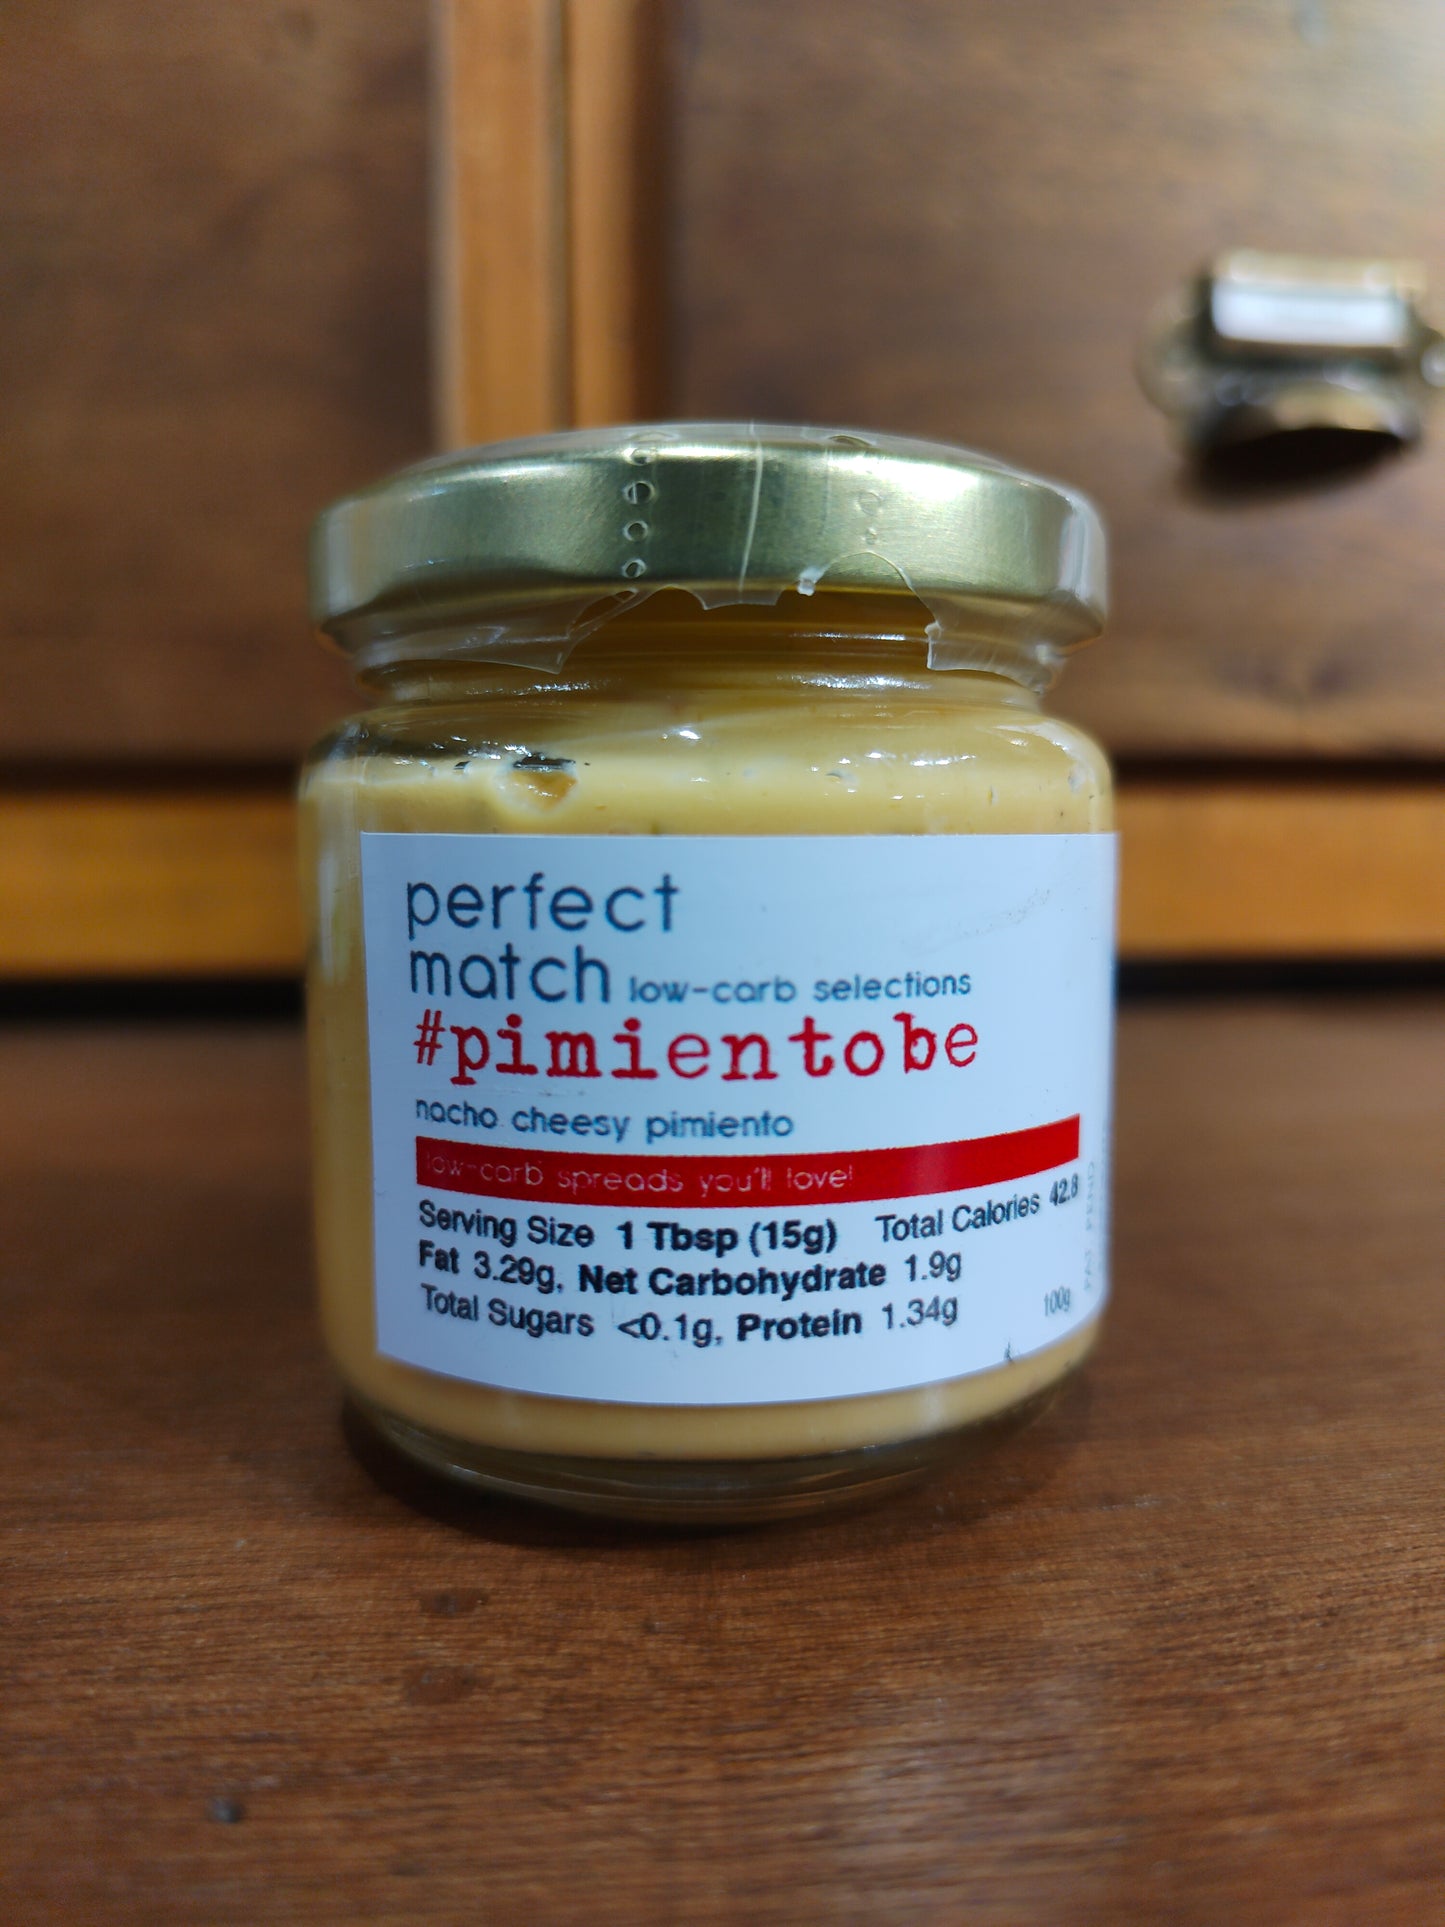 perfect
match low-carb selections
#pimientobe
nacho cheesy pimiento
low-carb spreads you'll love!
Serving Size 1 Tbsp (15g) Total Calories 42.8
Fat 3.29g, Net Carbohydrate 1.9g
Total Sugars <0.1g, Protein 1.34g
100g